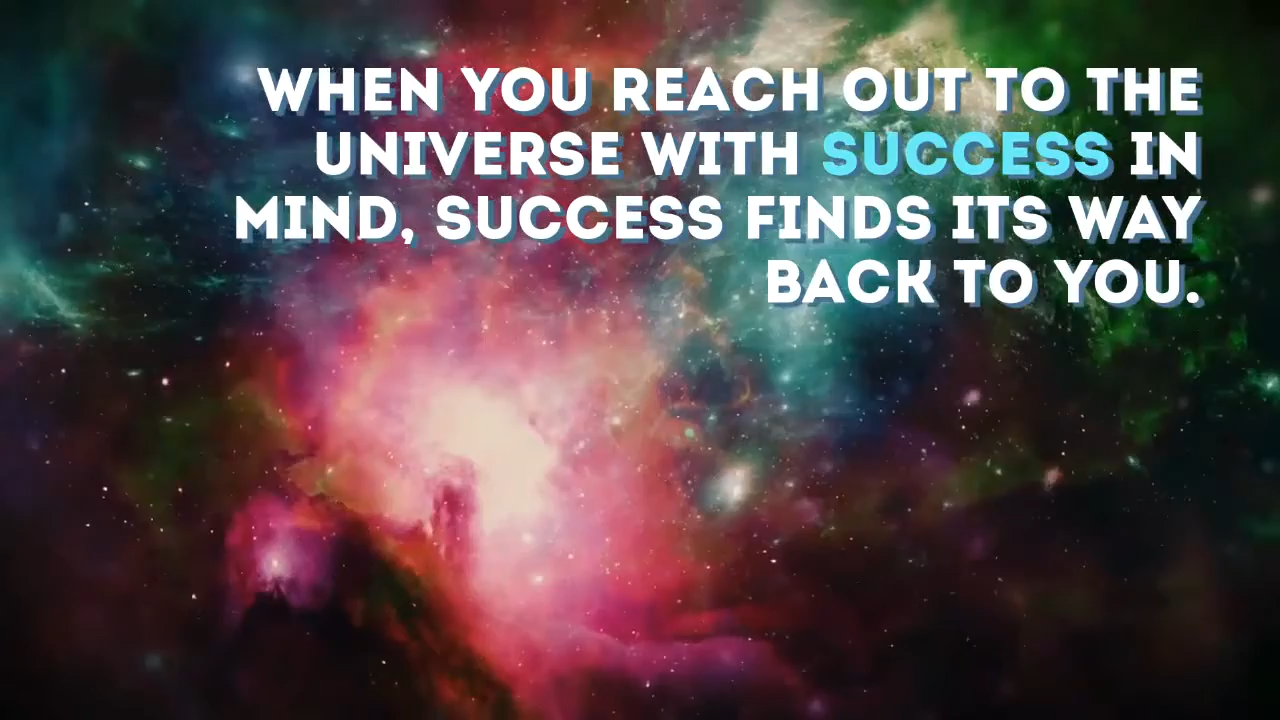 WHEN YOU REACH OUT TO THE
UNIVERSE WITH SUCCESS IN
MIND, SUCCESS FINDS ITS WAY
BACK TO YOU.